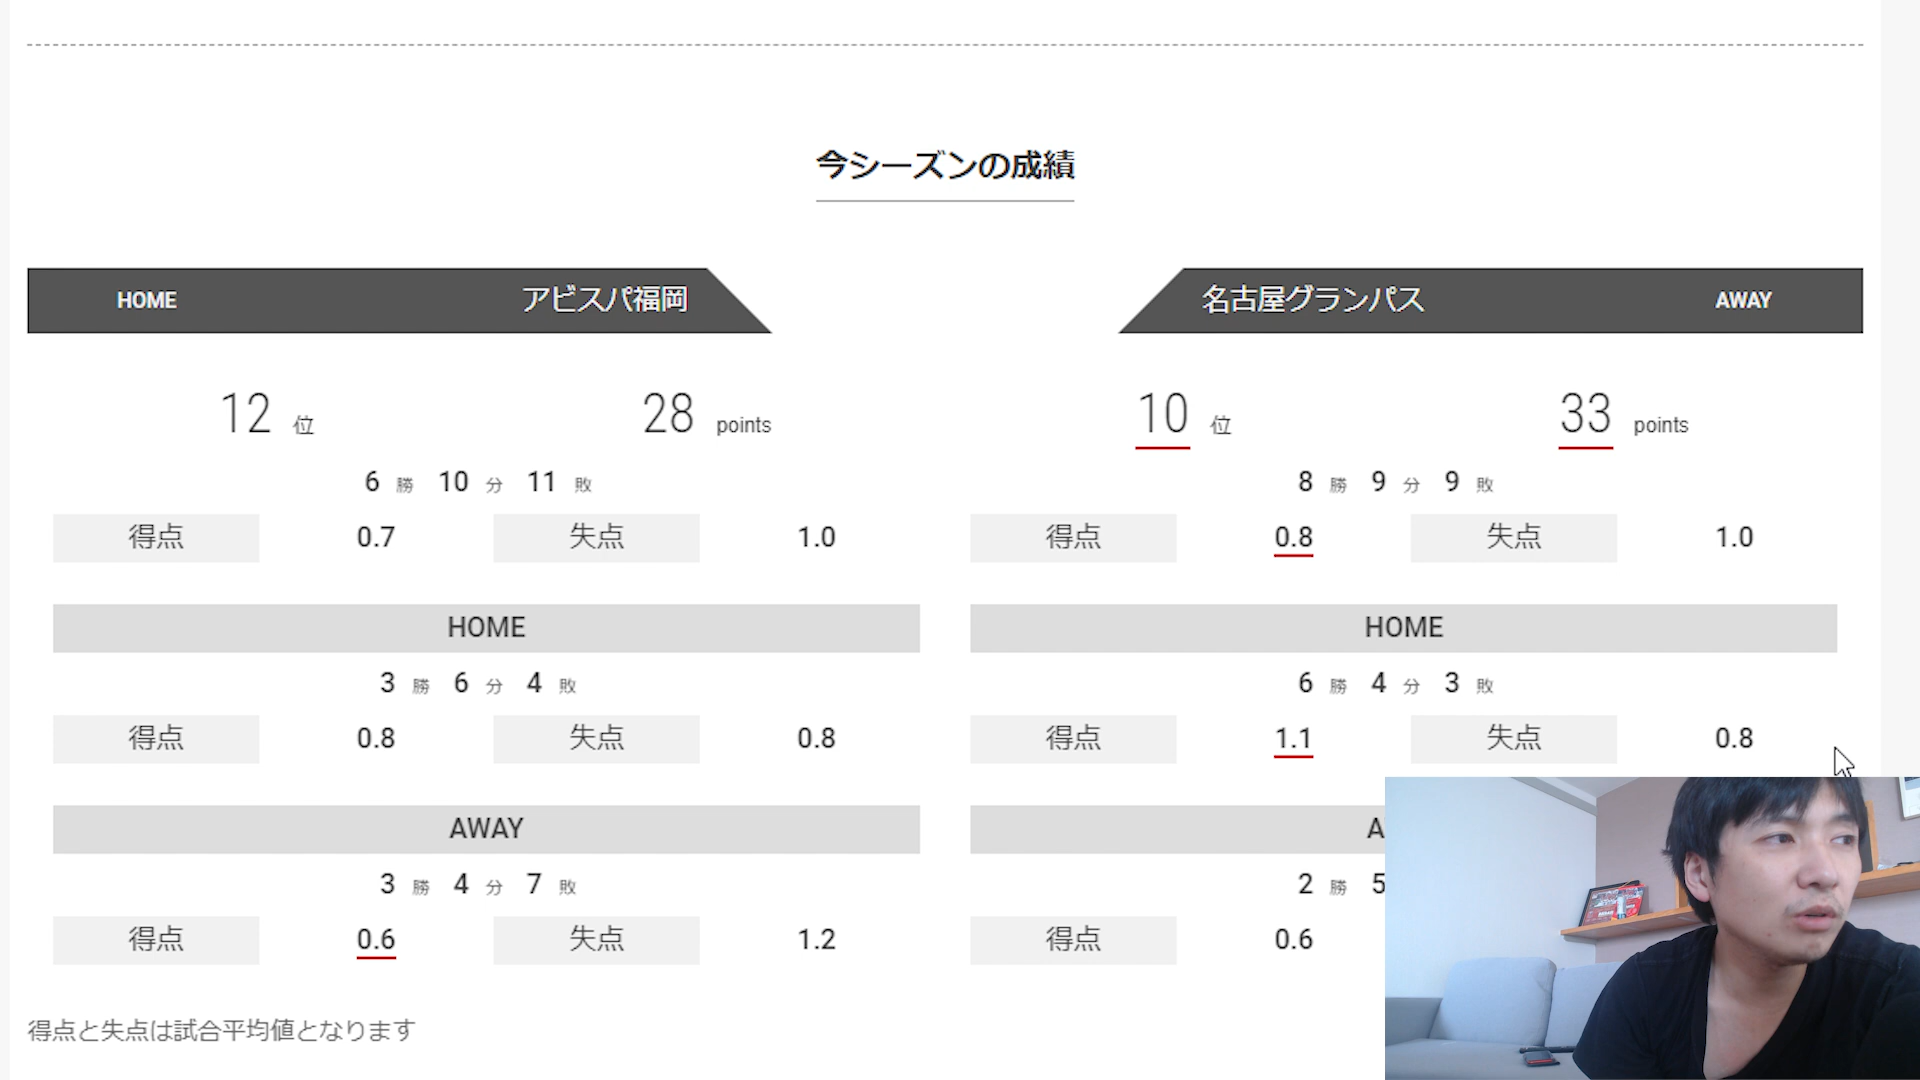 今シーズンの成績
HOME アビスパ福岡
名古屋グランパス AWAY
12 位 28 points
10 位 33 points
6 勝 10 分 11 敗
8 勝 9 分 9 敗
得点 0.7 失点 1.0
得点 0.8 失点 1.0
HOME
HOME
3 勝 6 分 4 敗
6 勝 4 分 3 敗
得点 0.8 失点 0.8
得点 1.1 失点 0.8
AWAY
A
3 勝 4 分 7 敗
2 勝 5
得点 0.6 失点 1.2
得点 0.6
得点と失点は試合平均値となります